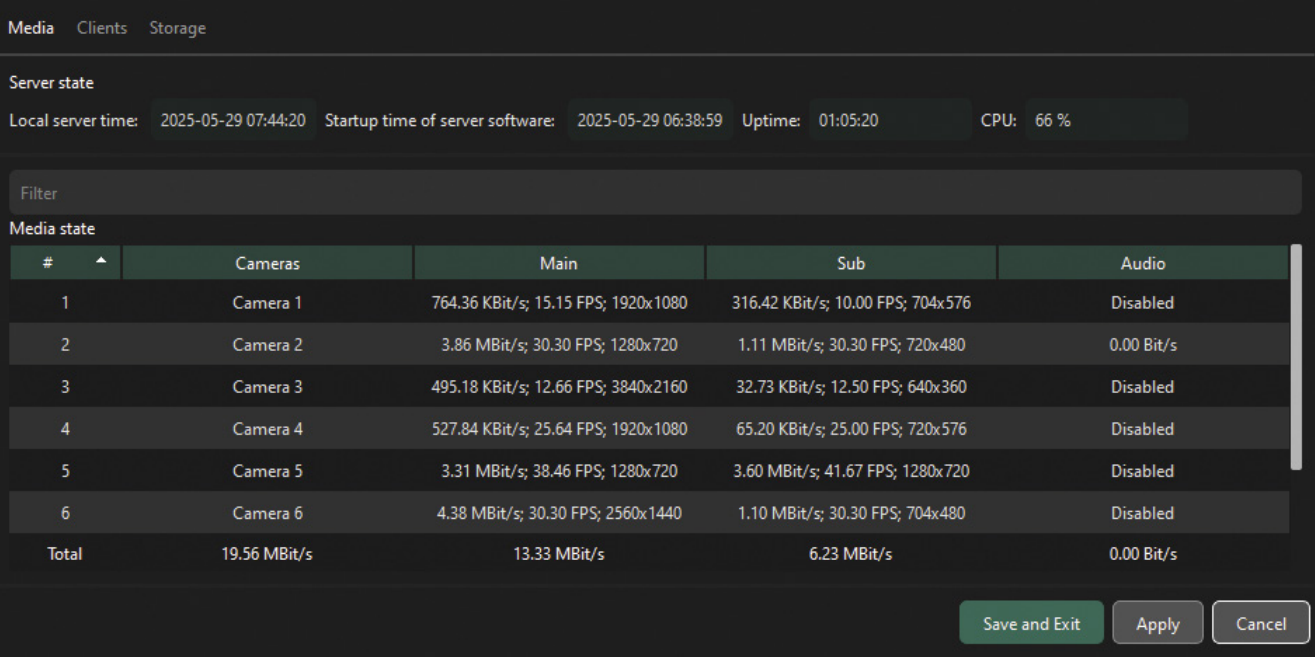 Media Clients Storage
Server state
Local server time: 2025-05-29 07:44:20 Startup time of server software: 2025-05-29 06:38:59 Uptime: 01:05:20 CPU: 66 %
Filter
Media state
# Cameras Main Sub Audio
1 Camera 1 764.36 KBit/s; 15.15 FPS; 1920x1080 316.42 KBit/s; 10.00 FPS; 704x576 Disabled
2 Camera 2 3.86 MBit/s; 30.30 FPS; 1280x720 1.11 MBit/s; 30.30 FPS; 720x480 0.00 Bit/s
3 Camera 3 495.18 KBit/s; 12.66 FPS; 3840x2160 32.73 KBit/s; 12.50 FPS; 640x360 Disabled
4 Camera 4 527.84 KBit/s; 25.64 FPS; 1920x1080 65.20 KBit/s; 25.00 FPS; 720x576 Disabled
5 Camera 5 3.31 MBit/s; 38.46 FPS; 1280x720 3.60 MBit/s; 41.67 FPS; 1280x720 Disabled
6 Camera 6 4.38 MBit/s; 30.30 FPS; 2560x1440 1.10 MBit/s; 30.30 FPS; 704x480 Disabled
Total 19.56 MBit/s 13.33 MBit/s 6.23 MBit/s 0.00 Bit/s
Save and Exit Apply Cancel